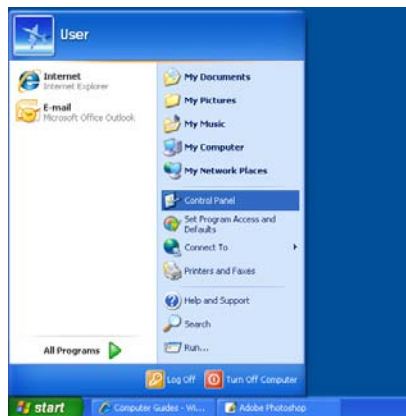 User
Internet
Internet Explorer
E-mail
Microsoft Office Outlook
All Programs
My Documents
My Pictures
My Music
My Computer
My Network Places
Control Panel
Set Program Access and
Defaults
Connect To
Printers and Faxes
Help and Support
Search
Run...
Log Off
Turn Off Computer
start
Computer Guides - Wi...
Adobe Photoshop